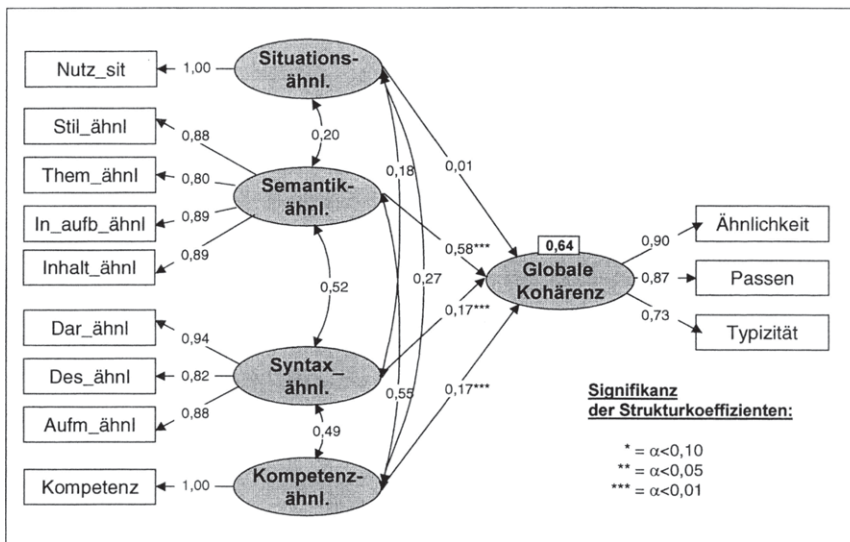 Nutz_sit
1,00
Situations-
ähnl.
Stil_ähnl
0,88
0,20
0,18
0,01
Them_ähnl
0,80
Semantik-
ähnl.
In_aufb_ähnl
0,89
Inhalt_ähnl
0,89
0,58***
0,64
Globale
Kohärenz
0,90
Ähnlichkeit
0,87
Passen
0,73
Typizität
0,52
0,27
0,17***
Dar_ähnl
0,94
Des_ähnl
0,82
Syntax_
ähnl.
Aufm_ähnl
0,88
0,55
0,17***
0,49
Kompetenz
1,00
Kompetenz-
ähnl.
Signifikanz
der Strukturkoeffizienten:
* = α<0,10
** = α<0,05
*** = α<0,01